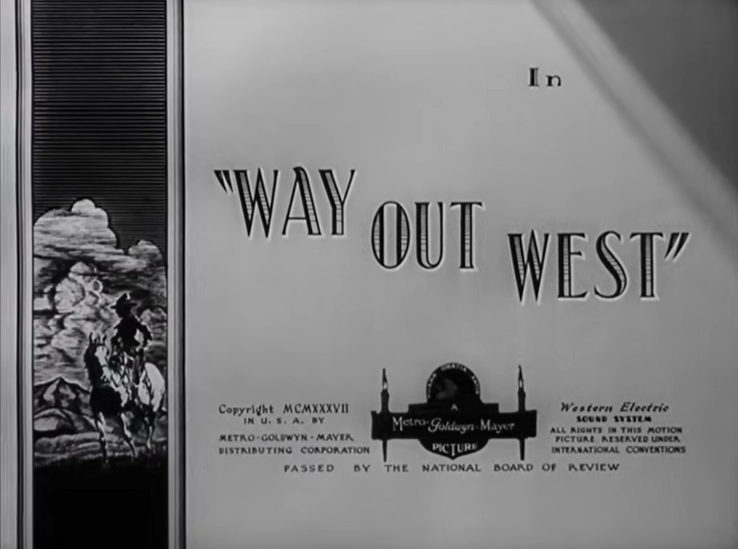 In
"WAY OUT WEST"
Copyright MCMXXXVII
IN U. S. A. BY
METRO-GOLDWYN-MAYER
DISTRIBUTING CORPORATION
A
Metro-Goldwyn-Mayer
PICTURE
Western Electric
SOUND SYSTEM
ALL RIGHTS IN THIS MOTION
PICTURE RESERVED UNDER
INTERNATIONAL CONVENTIONS
PASSED BY THE NATIONAL BOARD OF REVIEW